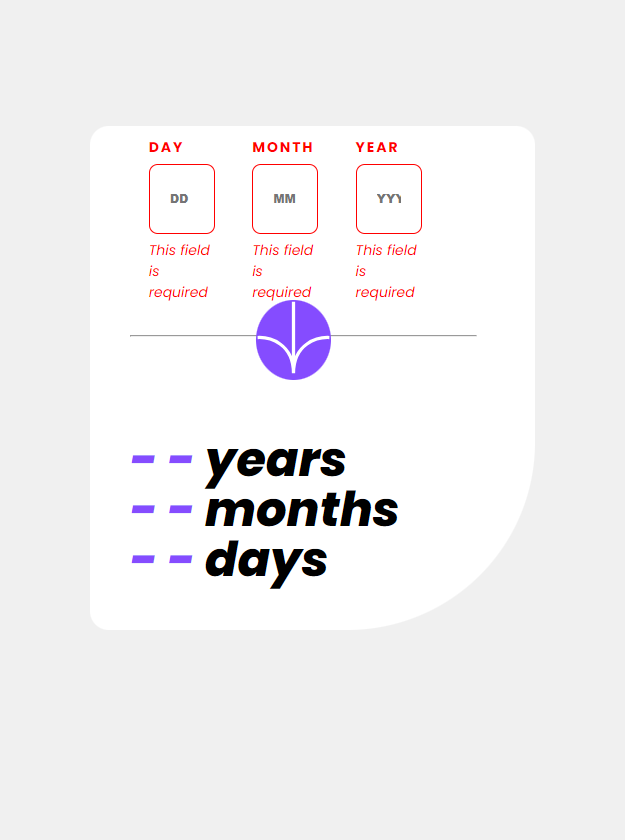 DAY MONTH YEAR
DD MM YYY
This field This field This field
is is is
required required required
-- years
-- months
-- days